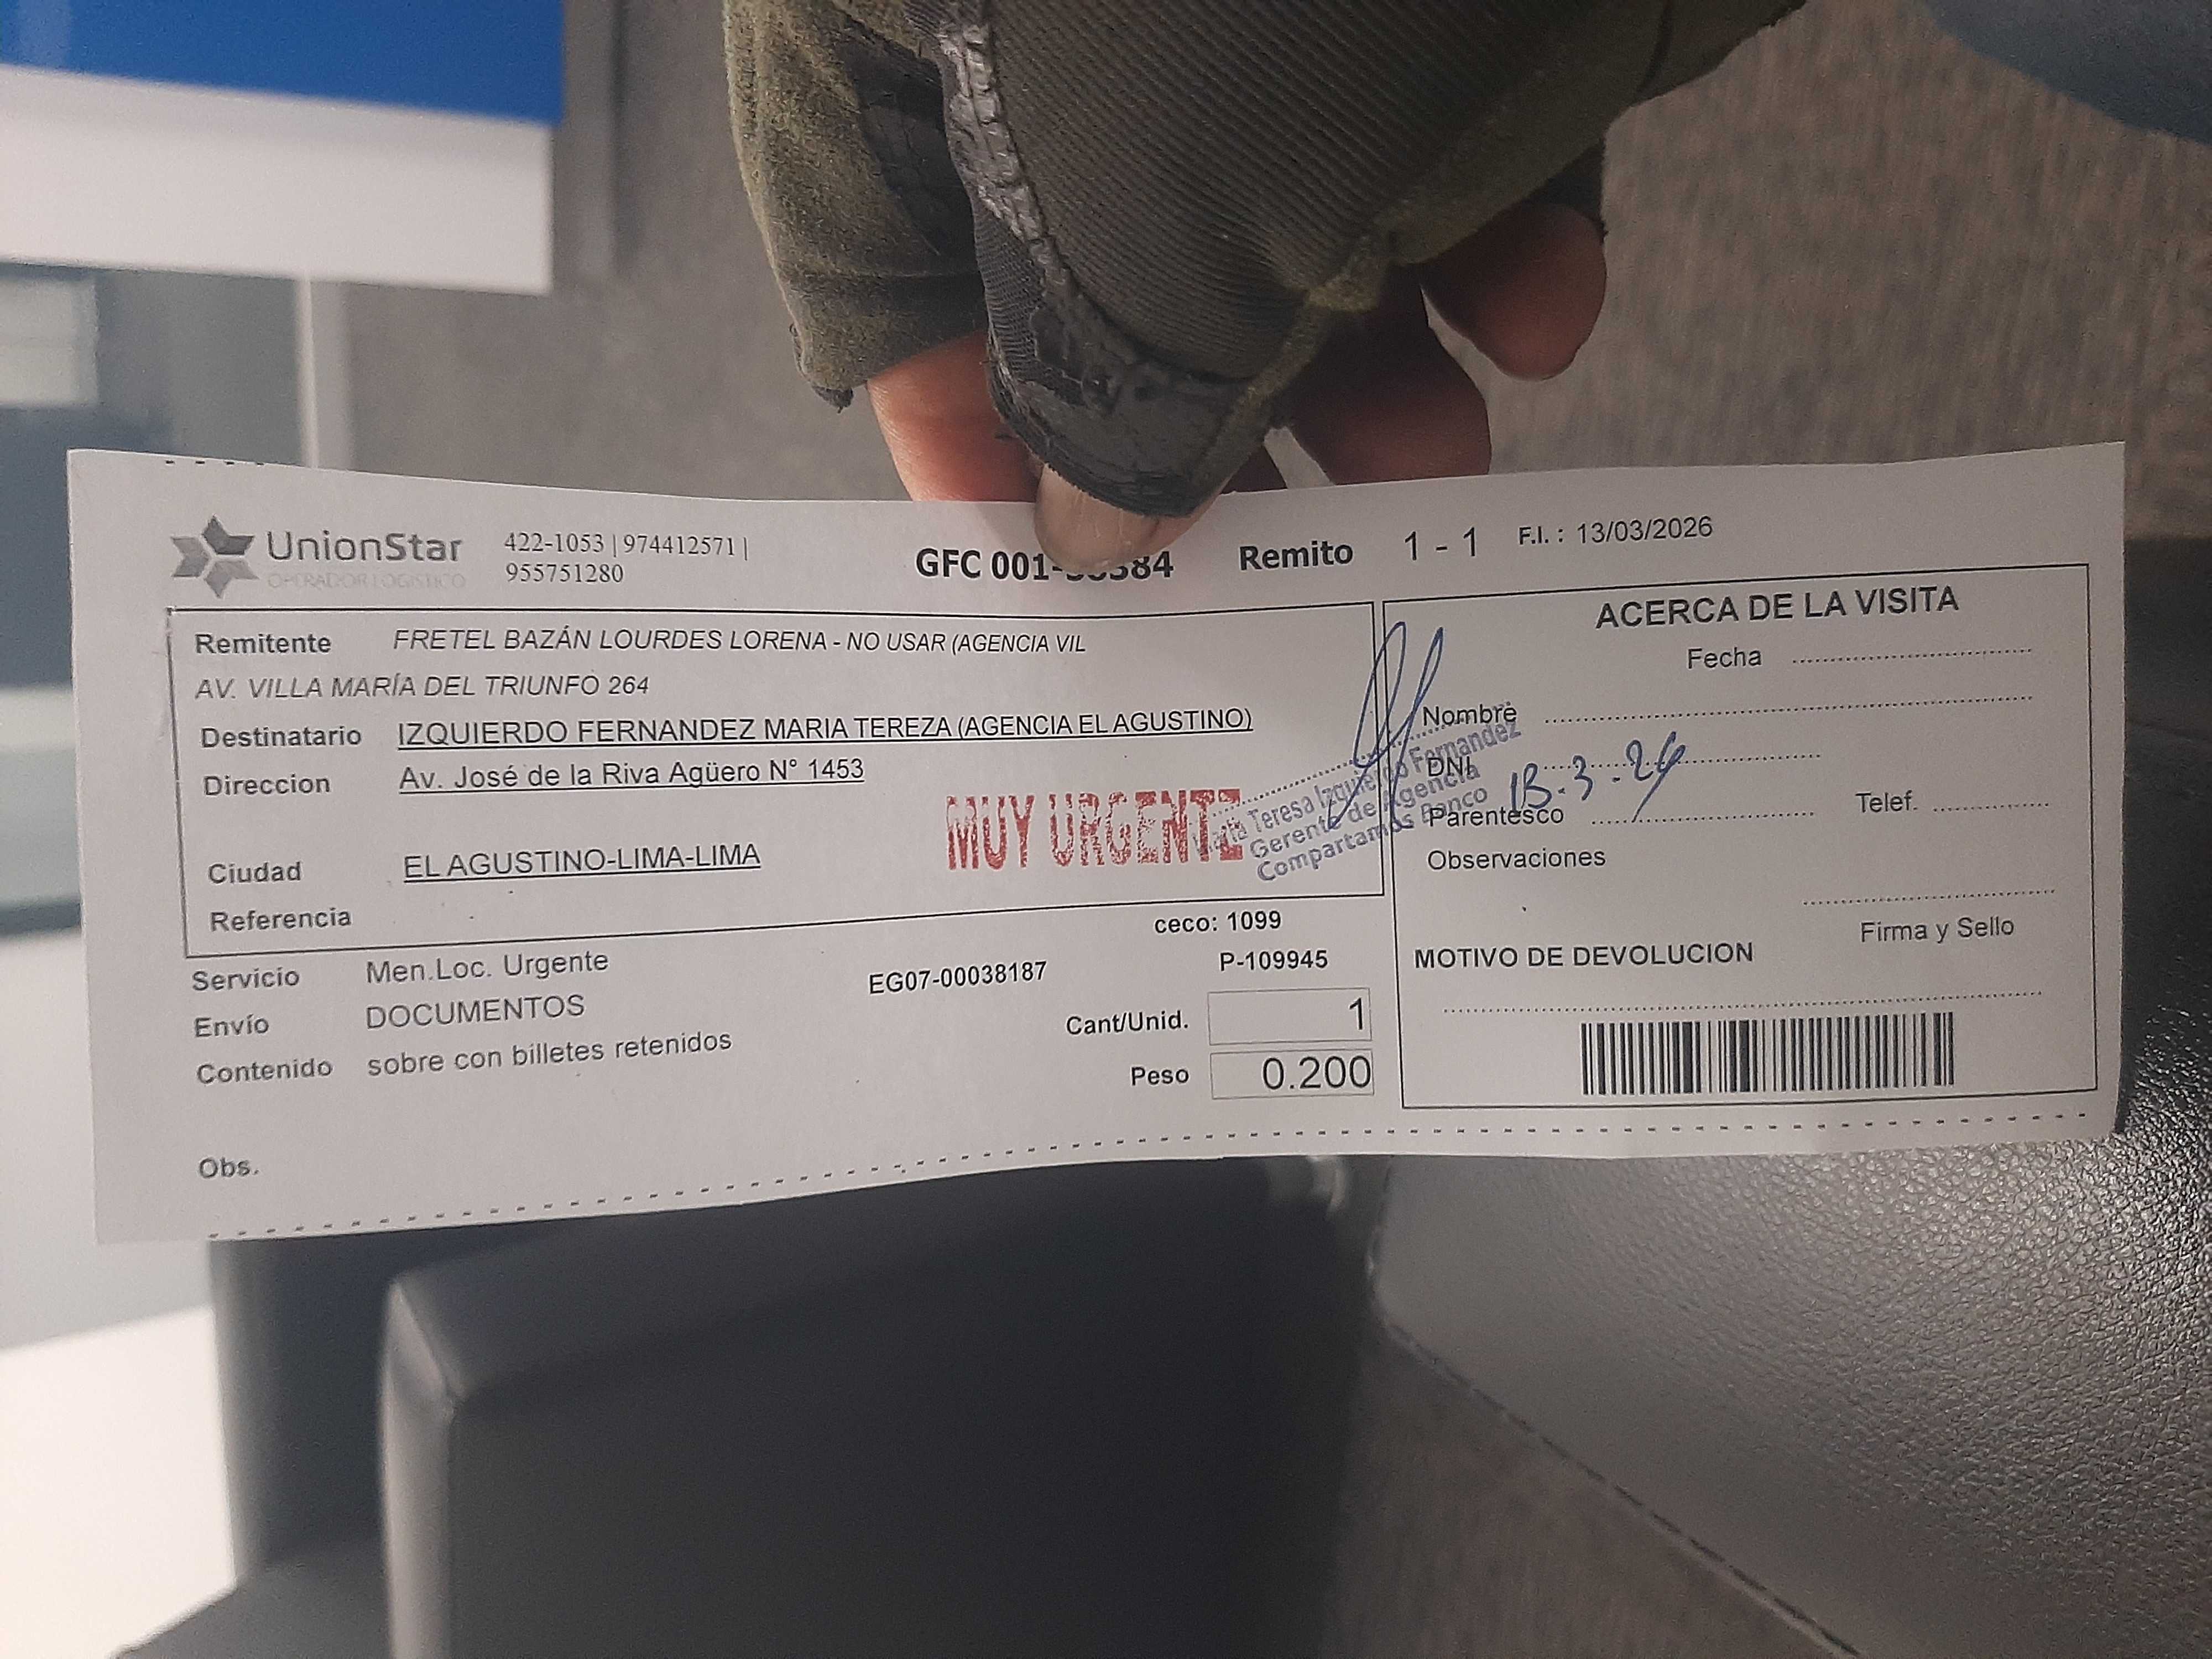 UnionStar
OPERADOR LOGISTICO
422-1053 | 974412571 |
955751280
GFC 001- 384
Remito 1 - 1
F.I. : 13/03/2026
Remitente FRETEL BAZÁN LOURDES LORENA - NO USAR (AGENCIA VIL
AV. VILLA MARÍA DEL TRIUNFO 264
Destinatario IZQUIERDO FERNANDEZ MARIA TEREZA (AGENCIA EL AGUSTINO)
Direccion Av. José de la Riva Agüero N° 1453
MUY URGENTE
Ciudad EL AGUSTINO-LIMA-LIMA
Referencia
Maria Teresa Izquierdo Fernandez
Gerente de Agencia
Compartamos Banco
ceco: 1099
Servicio Men.Loc. Urgente
EG07-00038187
P-109945
Envío DOCUMENTOS
Cant/Unid. 1
Contenido sobre con billetes retenidos
Peso 0.200
Obs.
ACERCA DE LA VISITA
Fecha
Nombre
DNI
13-3-26
Parentesco
Telef.
Observaciones
Firma y Sello
MOTIVO DE DEVOLUCION